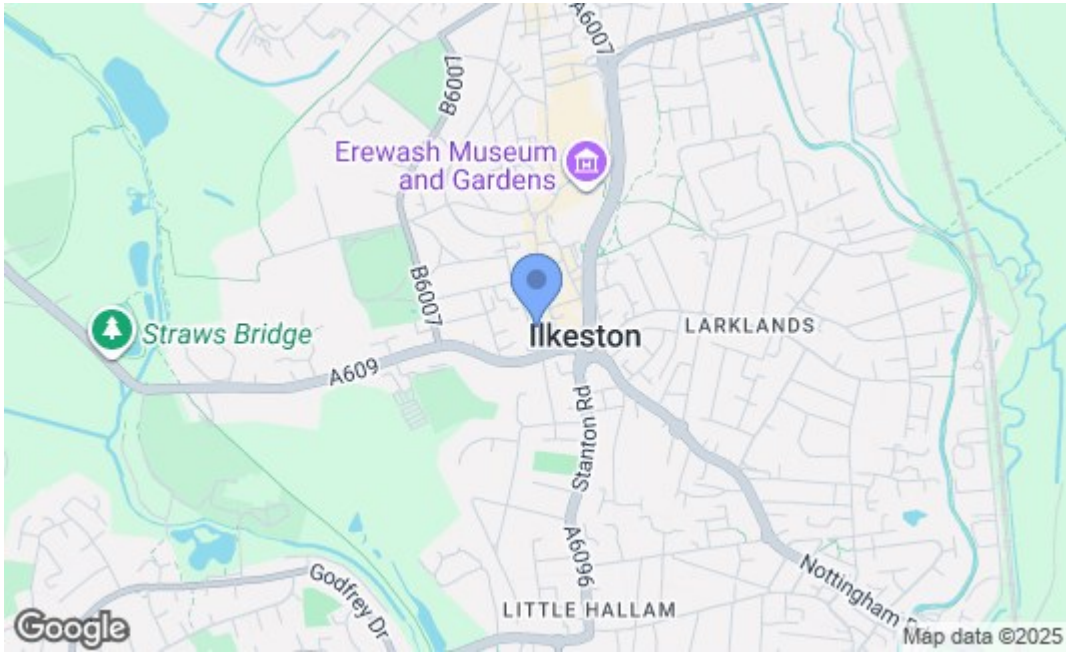 A6007
B6007
Erewash Museum
and Gardens
B6007
Ilkeston
LARKLANDS
Straws Bridge
A609
Stanton Rd
A6096
Nottingham
Godfrey Dr
LITTLE HALLAM
Google
Map data ©2025